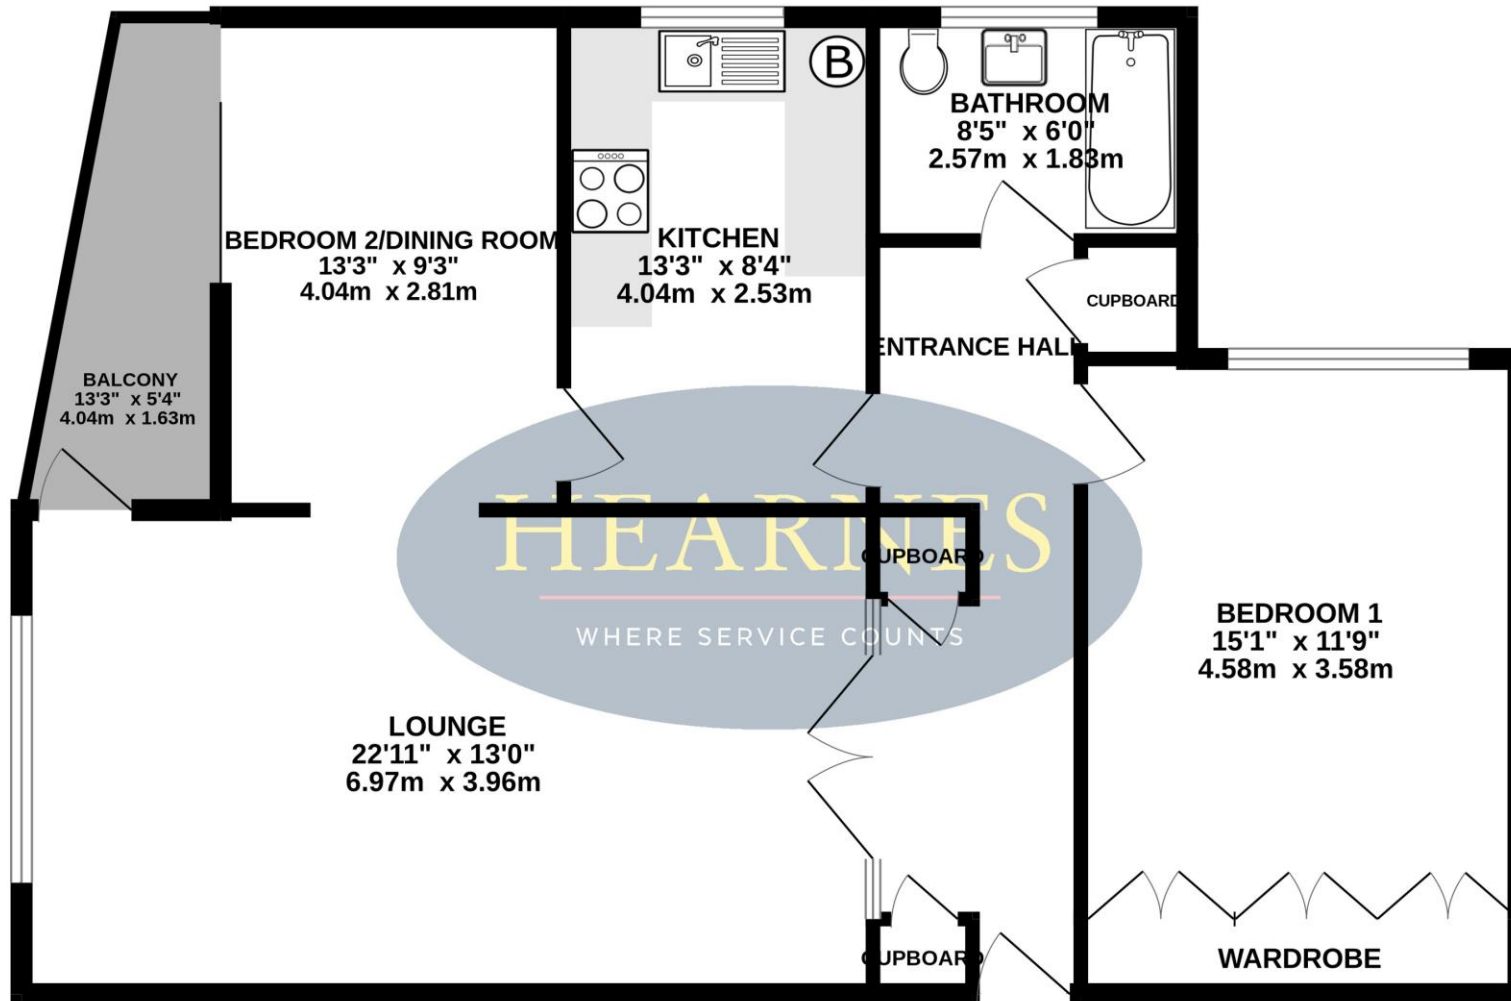 B
BATHROOM
8'5" x 6'0"
2.57m x 1.83m
BEDROOM 2/DINING ROOM
13'3" x 9'3"
4.04m x 2.81m
KITCHEN
13'3" x 8'4"
4.04m x 2.53m
CUPBOARD
ENTRANCE HALL
BALCONY
13'3" x 5'4"
4.04m x 1.63m
HEARNES
WHERE SERVICE COUNTS
CUPBOARD
BEDROOM 1
15'1" x 11'9"
4.58m x 3.58m
LOUNGE
22'11" x 13'0"
6.97m x 3.96m
CUPBOARD
WARDROBE